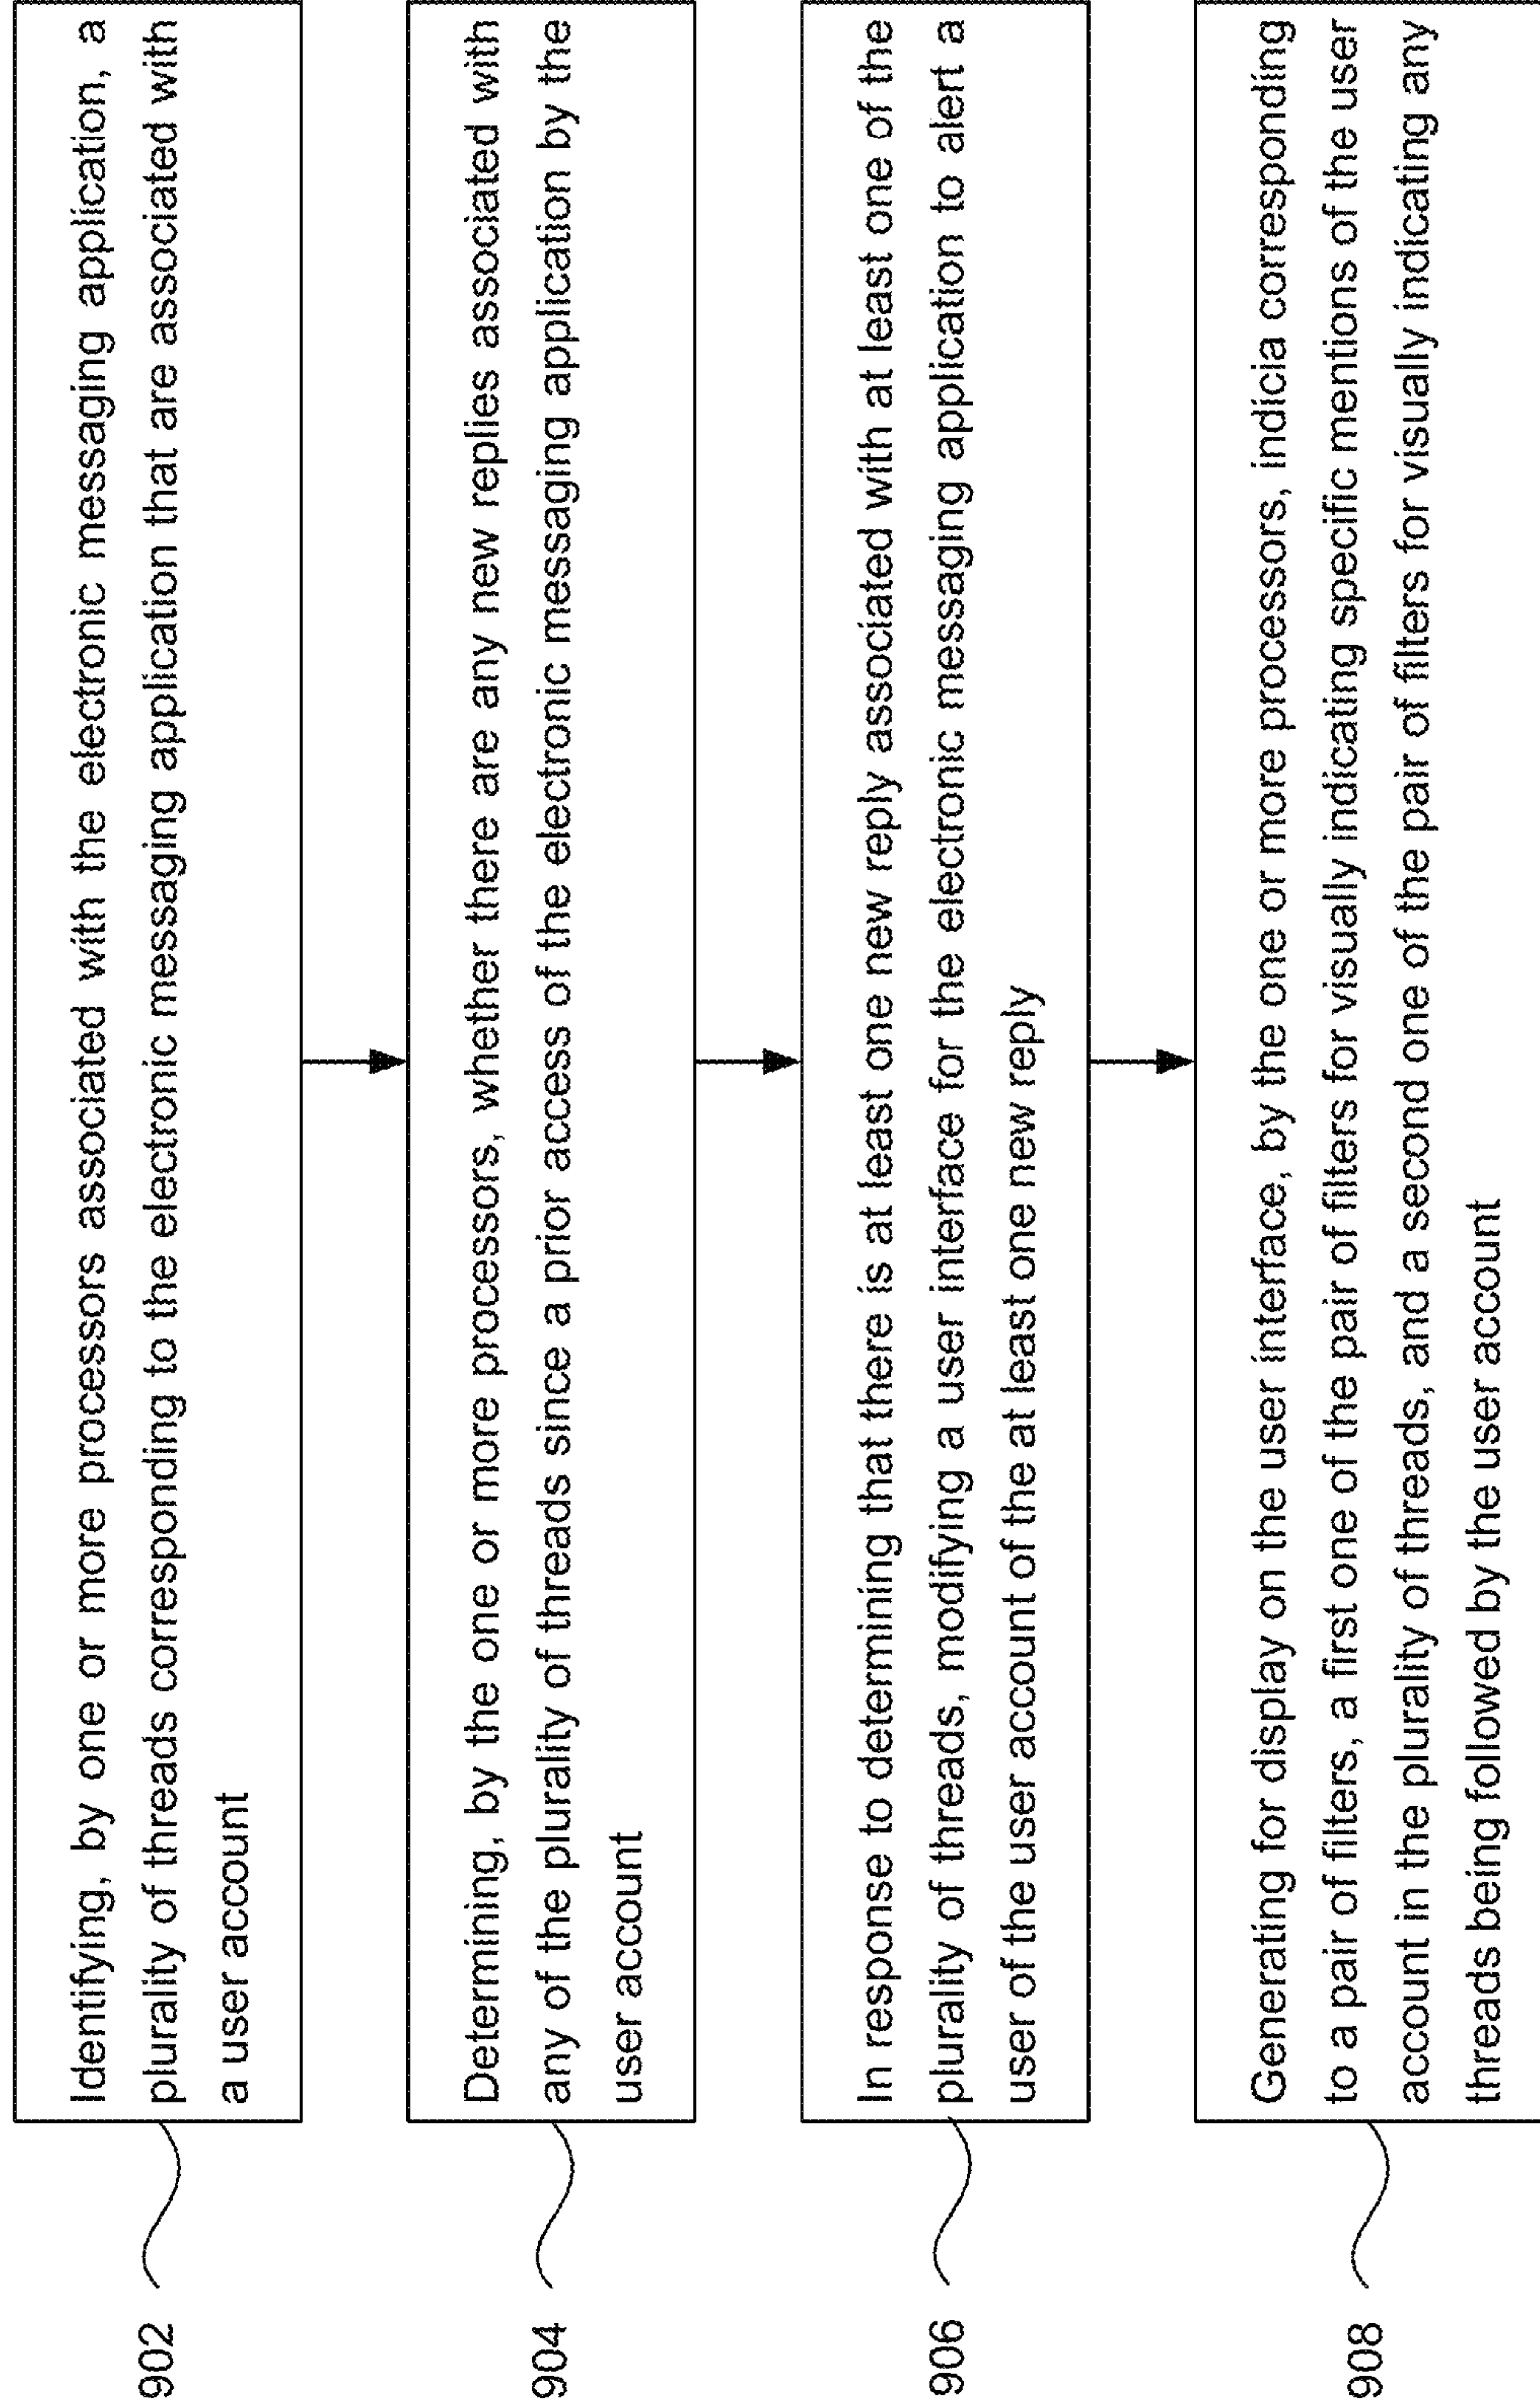 902
Identifying, by one or more processors associated with the electronic messaging application, a
plurality of threads corresponding to the electronic messaging application that are associated with
a user account
904
Determining, by the one or more processors, whether there are any new replies associated with
any of the plurality of threads since a prior access of the electronic messaging application by the
user account
906
In response to determining that there is at least one new reply associated with at least one of the
plurality of threads, modifying a user interface for the electronic messaging application to alert a
user of the user account of the at least one new reply
908
Generating for display on the user interface, by the one or more processors, indicia corresponding
to a pair of filters, a first one of the pair of filters for visually indicating specific mentions of the user
account in the plurality of threads, and a second one of the pair of filters for visually indicating any
threads being followed by the user account